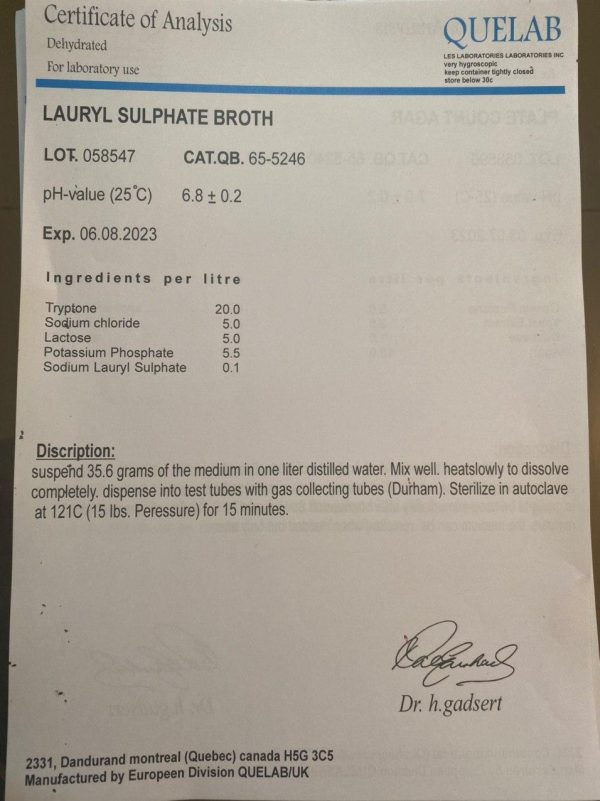 Certificate of Analysis
Dehydrated
For laboratory use
QUELAB
LES LABORATORIES LABORATORIES INC
very hygroscopic
keep container tightly closed
store below 30c
LAURYL SULPHATE BROTH
LOT. 058547 CAT.QB. 65-5246
pH-value (25°C) 6.8 ± 0.2
Exp. 06.08.2023
Ingredients per litre
Tryptone 20.0
Sodium chloride 5.0
Lactose 5.0
Potassium Phosphate 5.5
Sodium Lauryl Sulphate 0.1
Discription:
suspend 35.6 grams of the medium in one liter distilled water. Mix well. heatslowly to dissolve
completely. dispense into test tubes with gas collecting tubes (Durham). Sterilize in autoclave
at 121C (15 lbs. Peressure) for 15 minutes.
Dr. h.gadsert
2331, Dandurand montreal (Quebec) canada H5G 3C5
Manufactured by Europeen Division QUELAB/UK